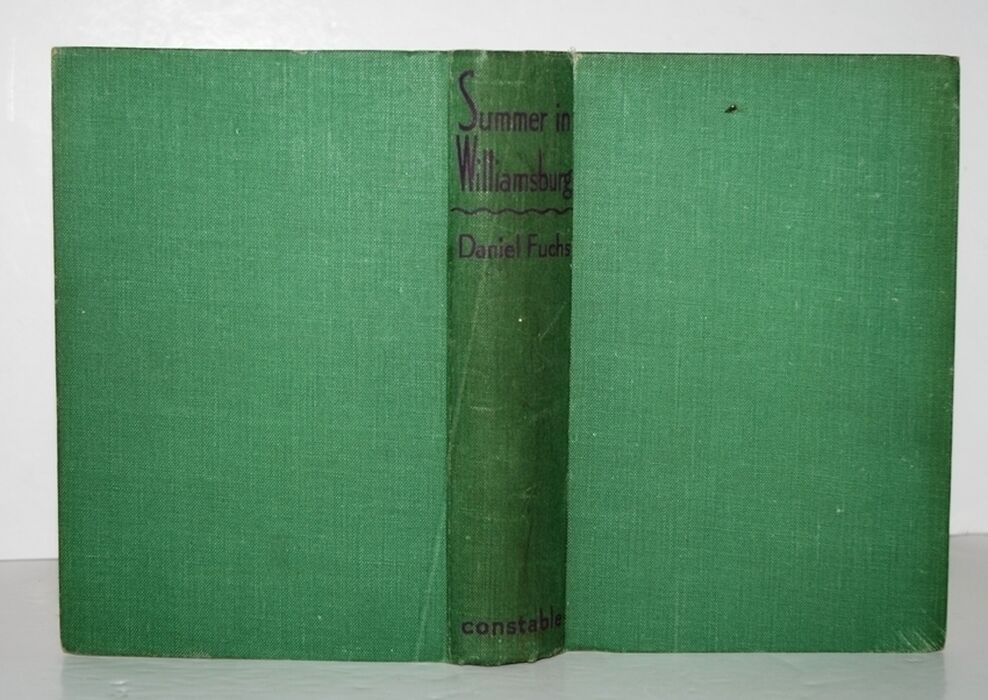 Summer in
Williamsburg
Daniel Fuchs
constable